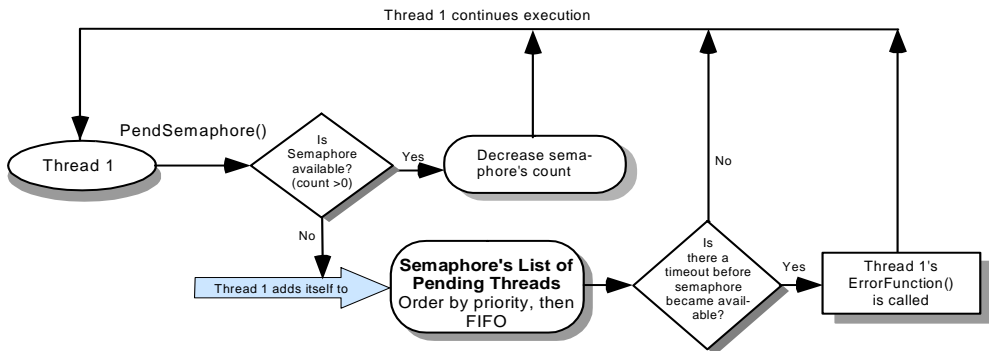 Thread 1 continues execution
PendSemaphore()
Thread 1
Is
Semaphore
available?
(count >0)
Yes
Decrease sema-
phore's count
No
Thread 1 adds itself to
Semaphore's List of
Pending Threads
Order by priority, then
FIFO
Is
there a
timeout before
semaphore
became avail-
able?
No
Yes
Thread 1's
ErrorFunction()
is called